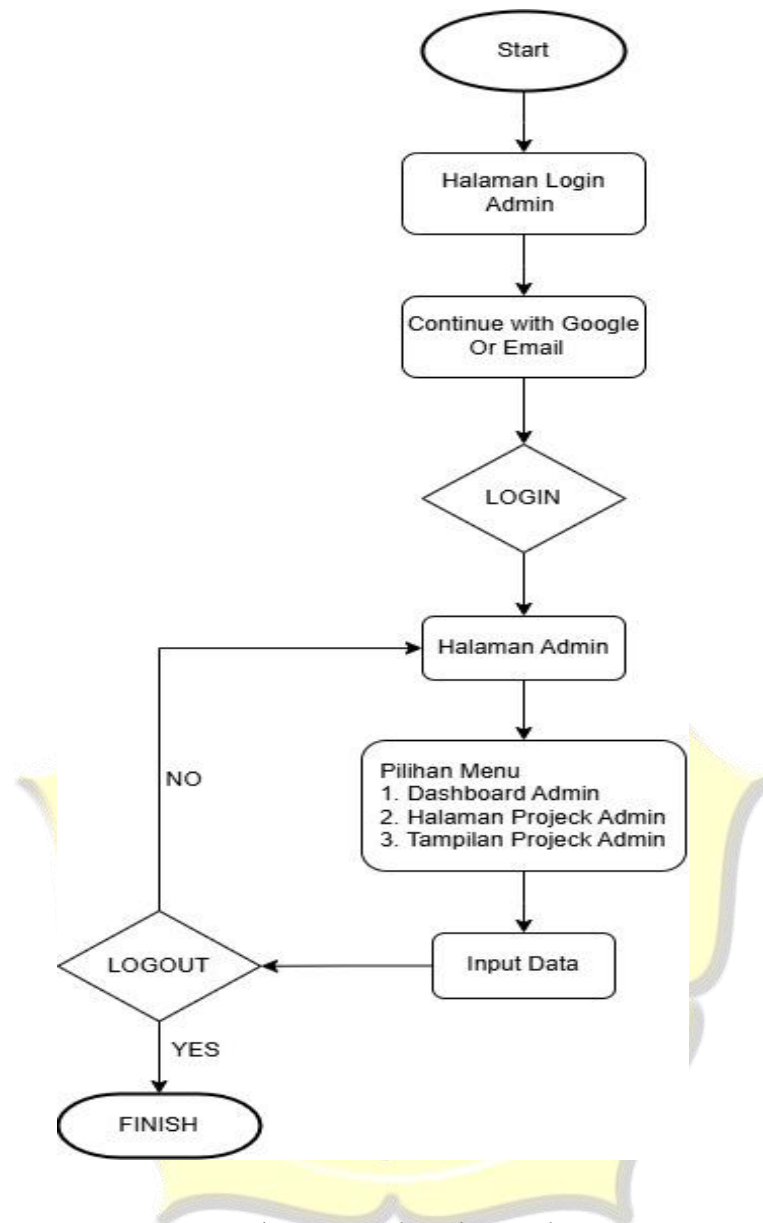 Start
Halaman Login
Admin
Continue with Google
Or Email
LOGIN
Halaman Admin
NO
Pilihan Menu
1. Dashboard Admin
2. Halaman Projeck Admin
3. Tampilan Projeck Admin
LOGOUT
Input Data
YES
FINISH